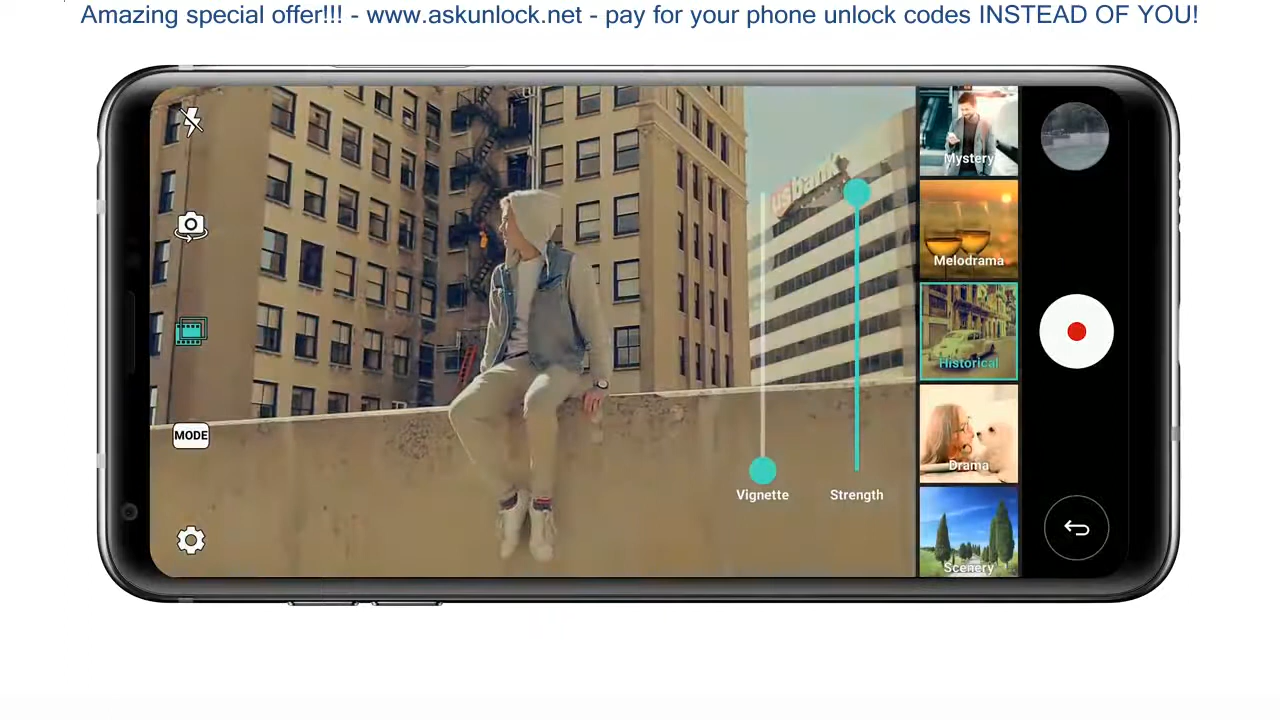 Amazing special offer!!! - www.askunlock.net - pay for your phone unlock codes INSTEAD OF YOU!
Mystery
usbank
Melodrama
Historical
MODE
Drama
Vignette
Strength
Scenery